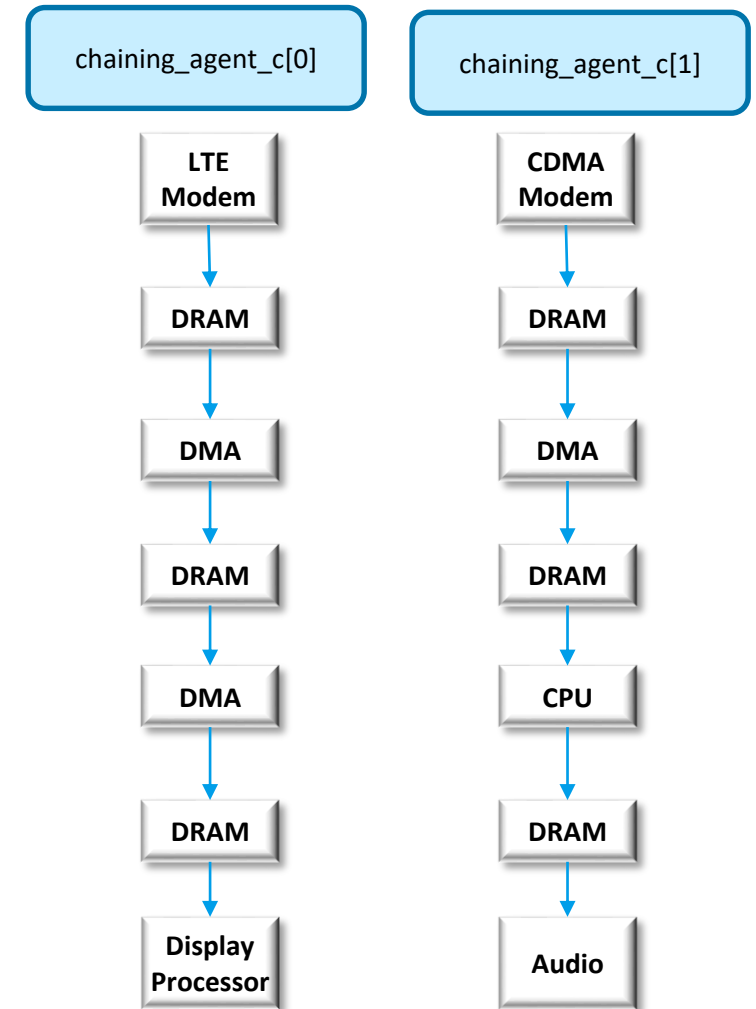 chaining_agent_c[0]
LTE
Modem
DRAM
DMA
DRAM
DMA
DRAM
Display
Processor
chaining_agent_c[1]
CDMA
Modem
DRAM
DMA
DRAM
CPU
DRAM
Audio